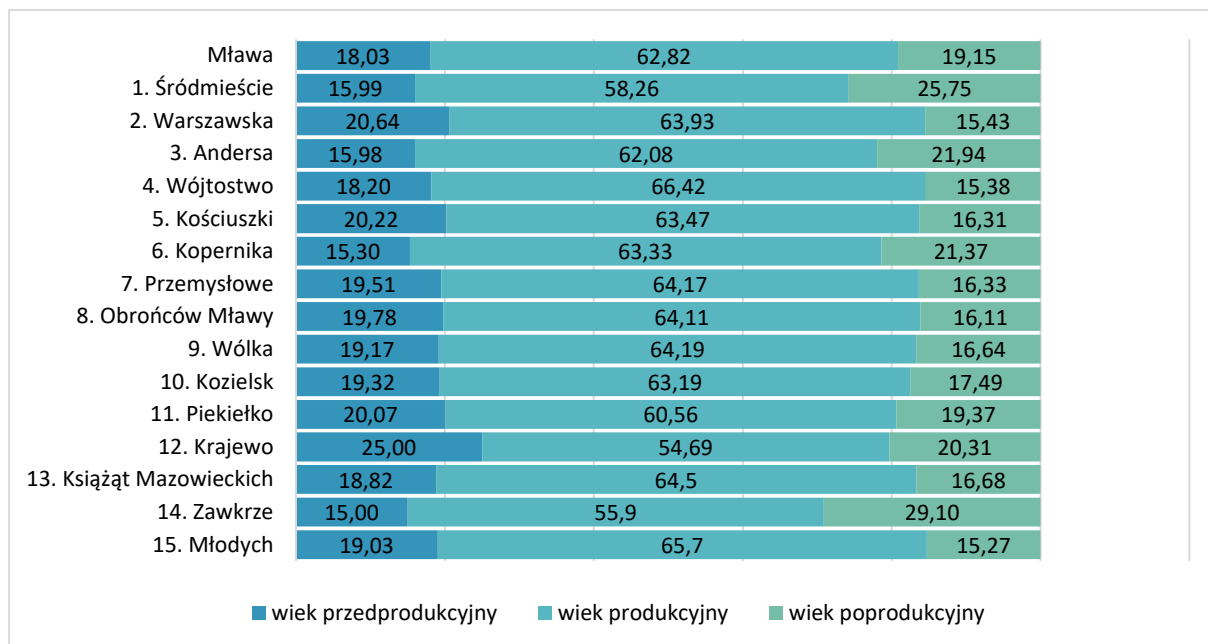 Mława 18,03 62,82 19,15
1. Śródmieście 15,99 58,26 25,75
2. Warszawska 20,64 63,93 15,43
3. Andersa 15,98 62,08 21,94
4. Wójtostwo 18,20 66,42 15,38
5. Kościuszki 20,22 63,47 16,31
6. Kopernika 15,30 63,33 21,37
7. Przemysłowe 19,51 64,17 16,33
8. Obrońców Mławy 19,78 64,11 16,11
9. Wólka 19,17 64,19 16,64
10. Kozielsk 19,32 63,19 17,49
11. Piekiełko 20,07 60,56 19,37
12. Krajewo 25,00 54,69 20,31
13. Książąt Mazowieckich 18,82 64,5 16,68
14. Zawkrze 15,00 55,9 29,10
15. Młodych 19,03 65,7 15,27
wiek przedprodukcyjny wiek produkcyjny wiek poprodukcyjny